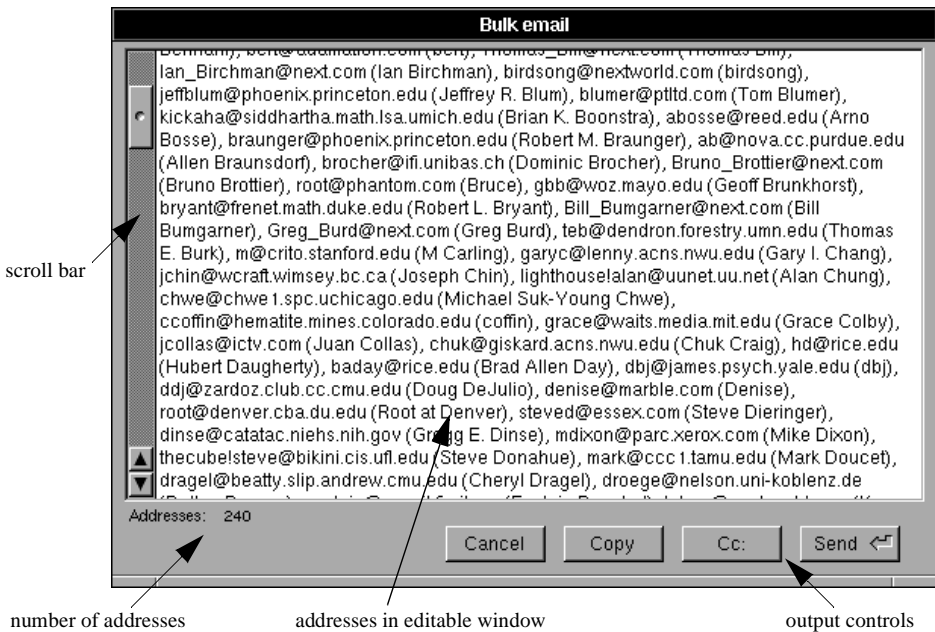 Bulk email
Benham), bert@adamation.com (bert), Thomas_Bill@next.com (Thomas Bill),
Ian_Birchman@next.com (Ian Birchman), birdsong@nextworld.com (birdsong),
jeffblum@phoenix.princeton.edu (Jeffrey R. Blum), blumer@ptltd.com (Tom Blumer),
kickaha@siddhartha.math.lsa.umich.edu (Brian K. Boonstra), abosse@reed.edu (Arno
Bosse), braunger@phoenix.princeton.edu (Robert M. Braunger), ab@nova.cc.purdue.edu
(Allen Braunsdorf), brocher@ifi.unibas.ch (Dominic Brocher), Bruno_Brottier@next.com
(Bruno Brottier), root@phantom.com (Bruce), gbb@woz.mayo.edu (Geoff Brunkhorst),
bryant@frenet.math.duke.edu (Robert L. Bryant), Bill_Bumgarner@next.com (Bill
Bumgarner), Greg_Burd@next.com (Greg Burd), teb@dendron.forestry.umn.edu (Thomas
E. Burk), m@crito.stanford.edu (M Carling), garyc@lenny.acns.nwu.edu (Gary I. Chang),
jchin@wcraft.wimsey.bc.ca (Joseph Chin), lighthouse!alan@uunet.uu.net (Alan Chung),
chwe@chwe1.spc.uchicago.edu (Michael Suk-Young Chwe),
ccoffin@hematite.mines.colorado.edu (coffin), grace@waits.media.mit.edu (Grace Colby),
jcollas@ictv.com (Juan Collas), chuk@giskard.acns.nwu.edu (Chuk Craig), hd@rice.edu
(Hubert Daugherty), baday@rice.edu (Brad Allen Day), dbj@james.psych.yale.edu (dbj),
ddj@zardoz.club.cc.cmu.edu (Doug DeJulio), denise@marble.com (Denise),
root@denver.cba.du.edu (Root at Denver), steved@essex.com (Steve Dieringer),
dinse@catatac.niehs.nih.gov (Gregg E. Dinse), mdixon@parc.xerox.com (Mike Dixon),
thecube!steve@bikini.cis.ufl.edu (Steve Donahue), mark@ccc1.tamu.edu (Mark Doucet),
dragel@beatty.slip.andrew.cmu.edu (Cheryl Dragel), droege@nelson.uni-koblenz.de
scroll bar
Addresses: 240
Cancel Copy Cc: Send
number of addresses addresses in editable window output controls